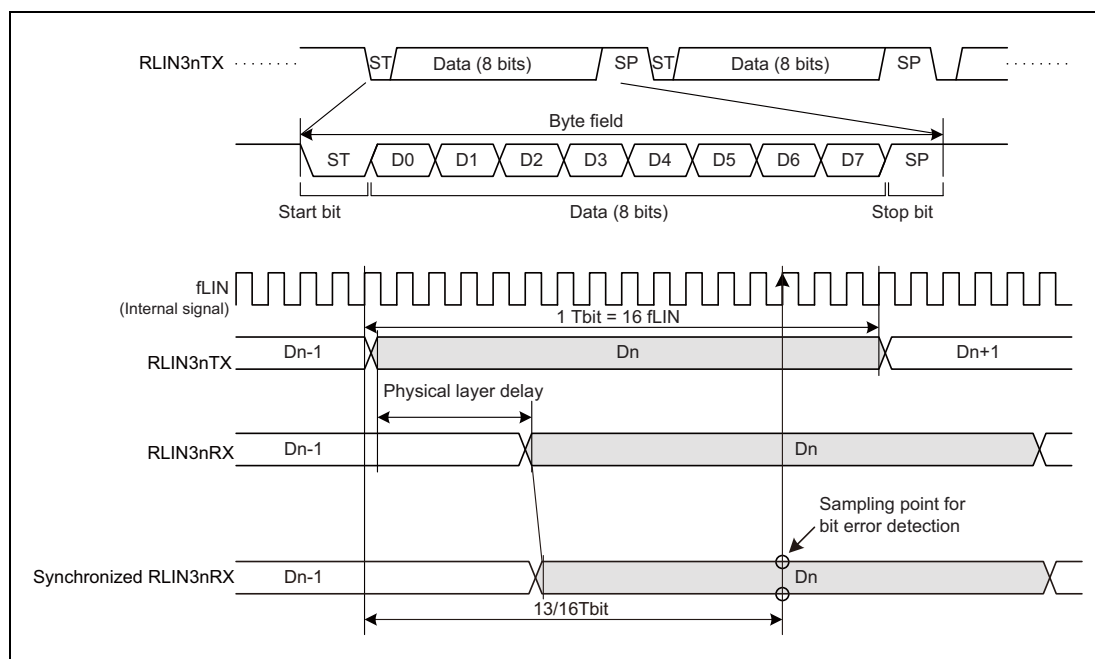 RLIN3nTX ST Data (8 bits) SP ST Data (8 bits) SP
Byte field
ST D0 D1 D2 D3 D4 D5 D6 D7 SP
Start bit Data (8 bits) Stop bit
fLIN
(Internal signal)
1 Tbit = 16 fLIN
RLIN3nTX Dn-1 Dn Dn+1
Physical layer delay
RLIN3nRX Dn-1 Dn
Sampling point for
bit error detection
Synchronized RLIN3nRX Dn-1 Dn
13/16Tbit